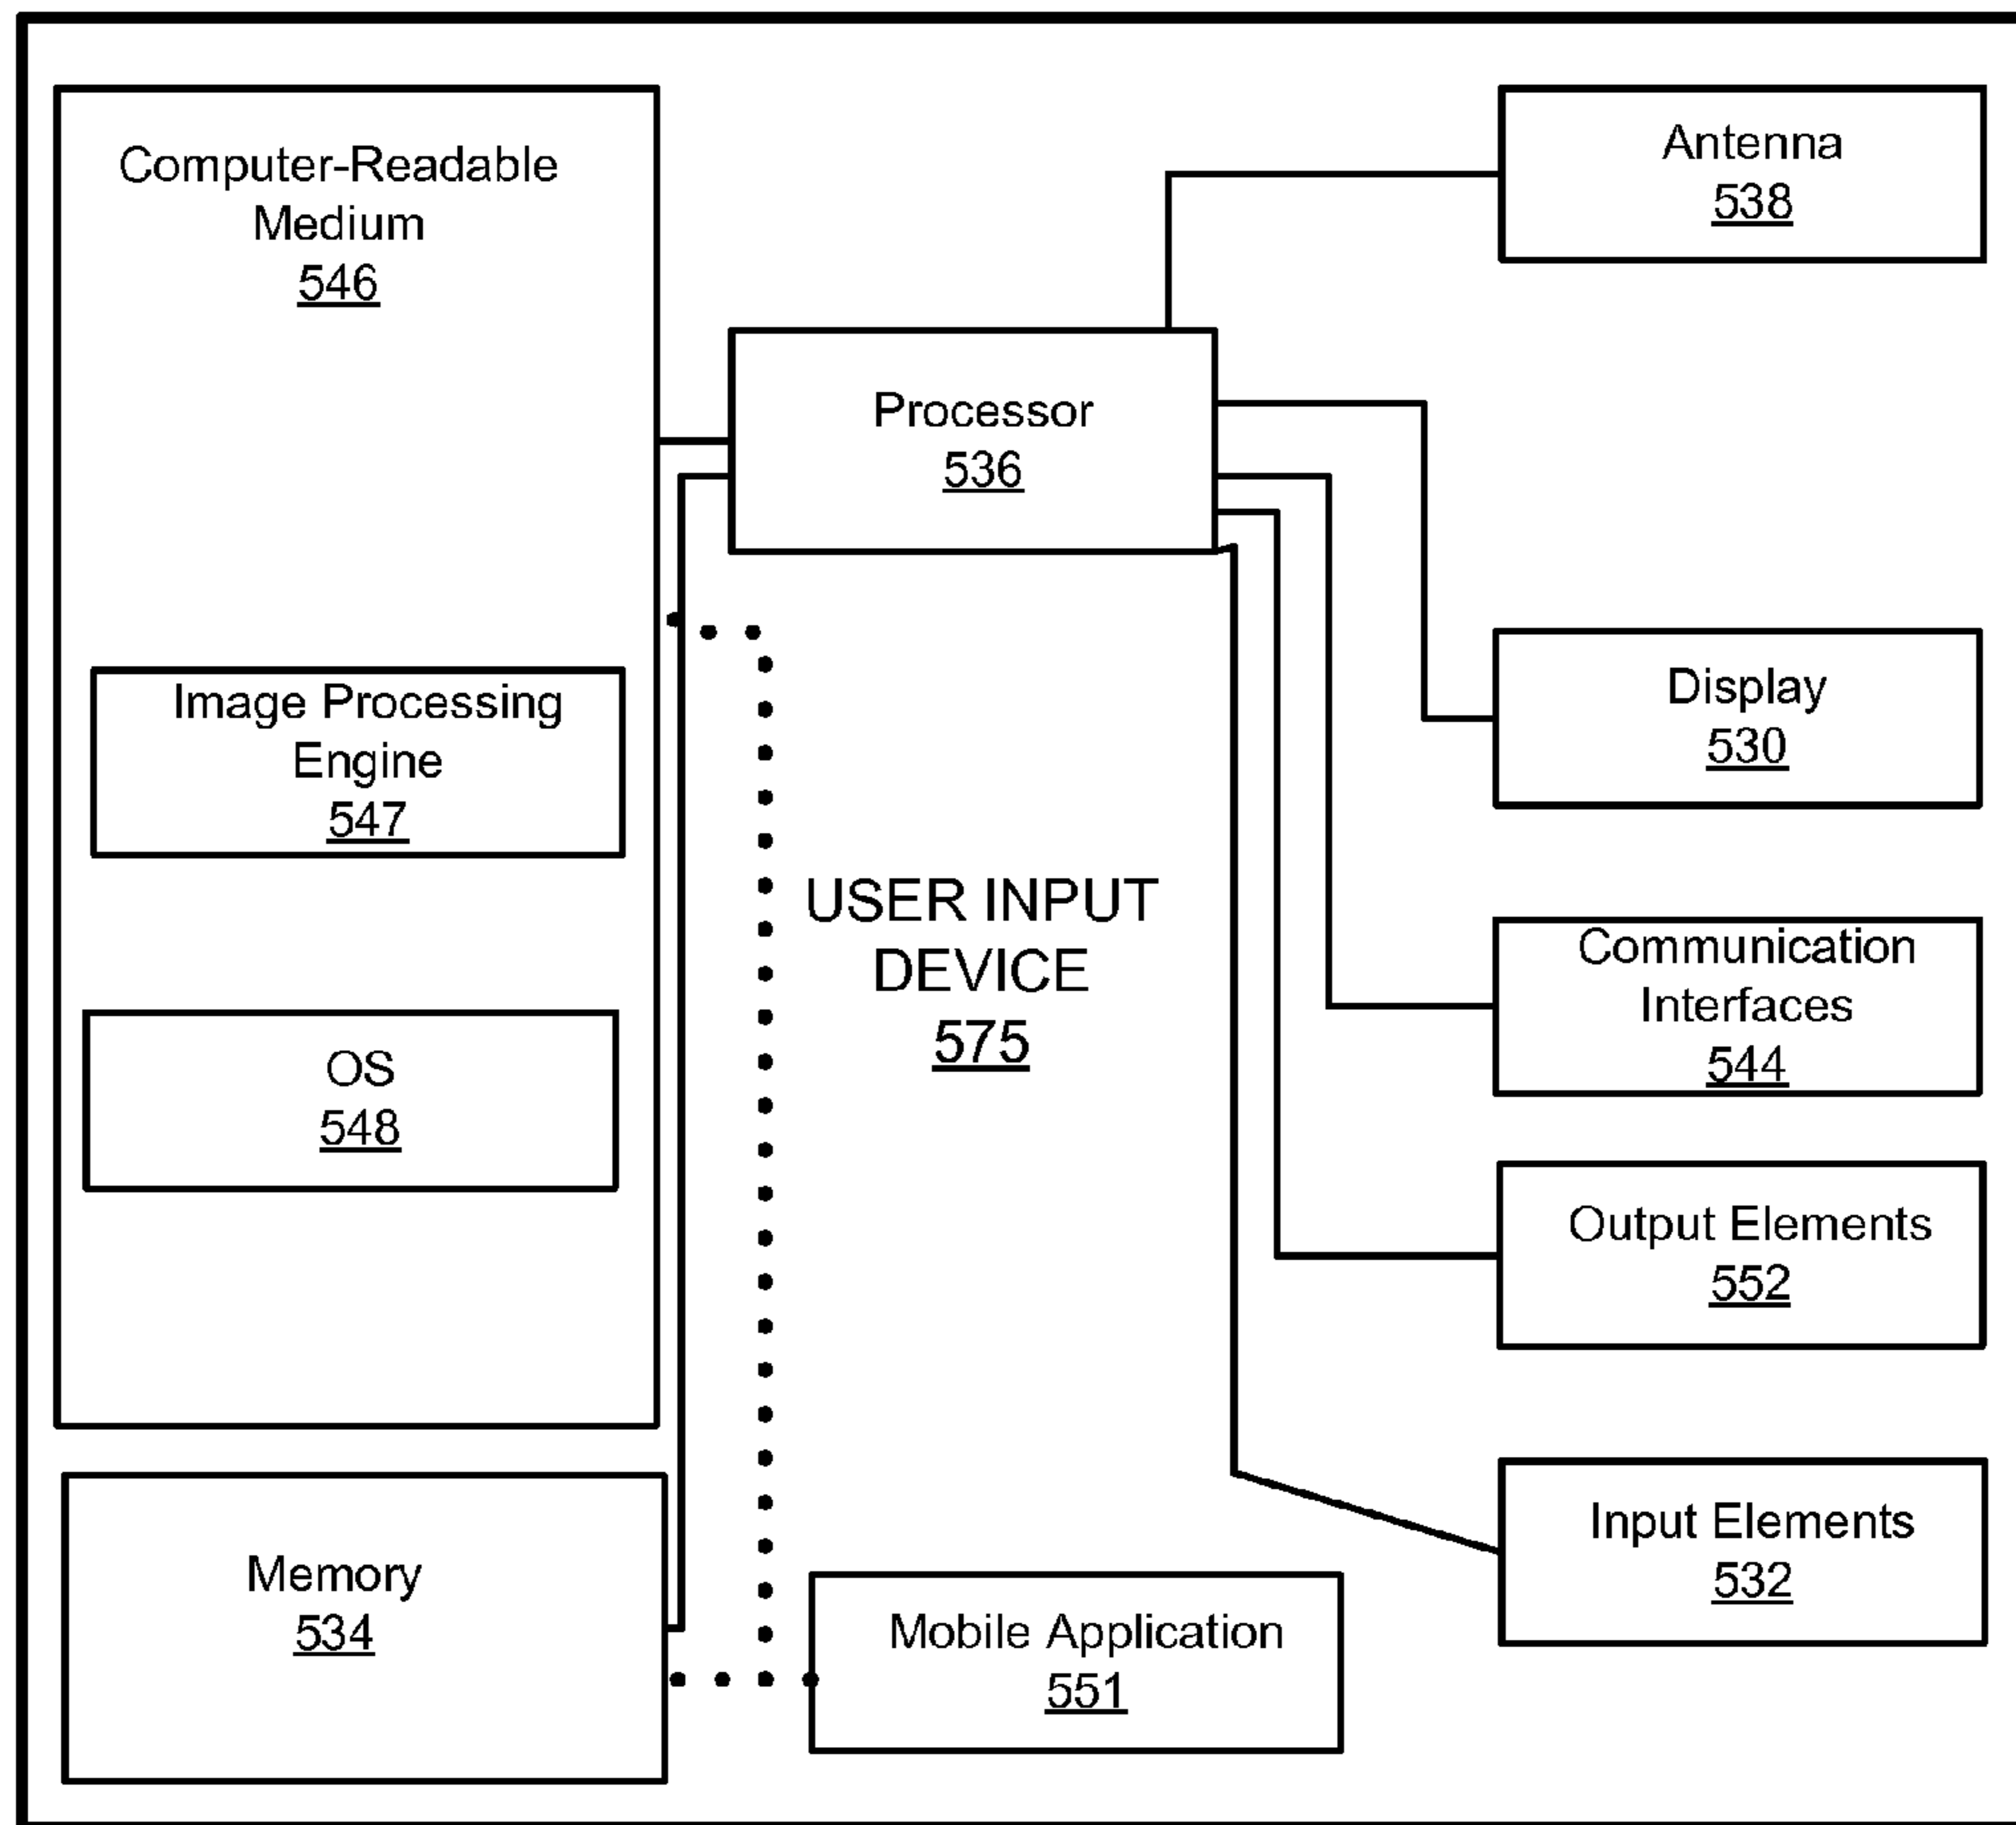 Computer-Readable
Medium
546
Image Processing
Engine
547
OS
548
Memory
534
Processor
536
USER INPUT
DEVICE
575
Mobile Application
551
Antenna
538
Display
530
Communication
Interfaces
544
Output Elements
552
Input Elements
532